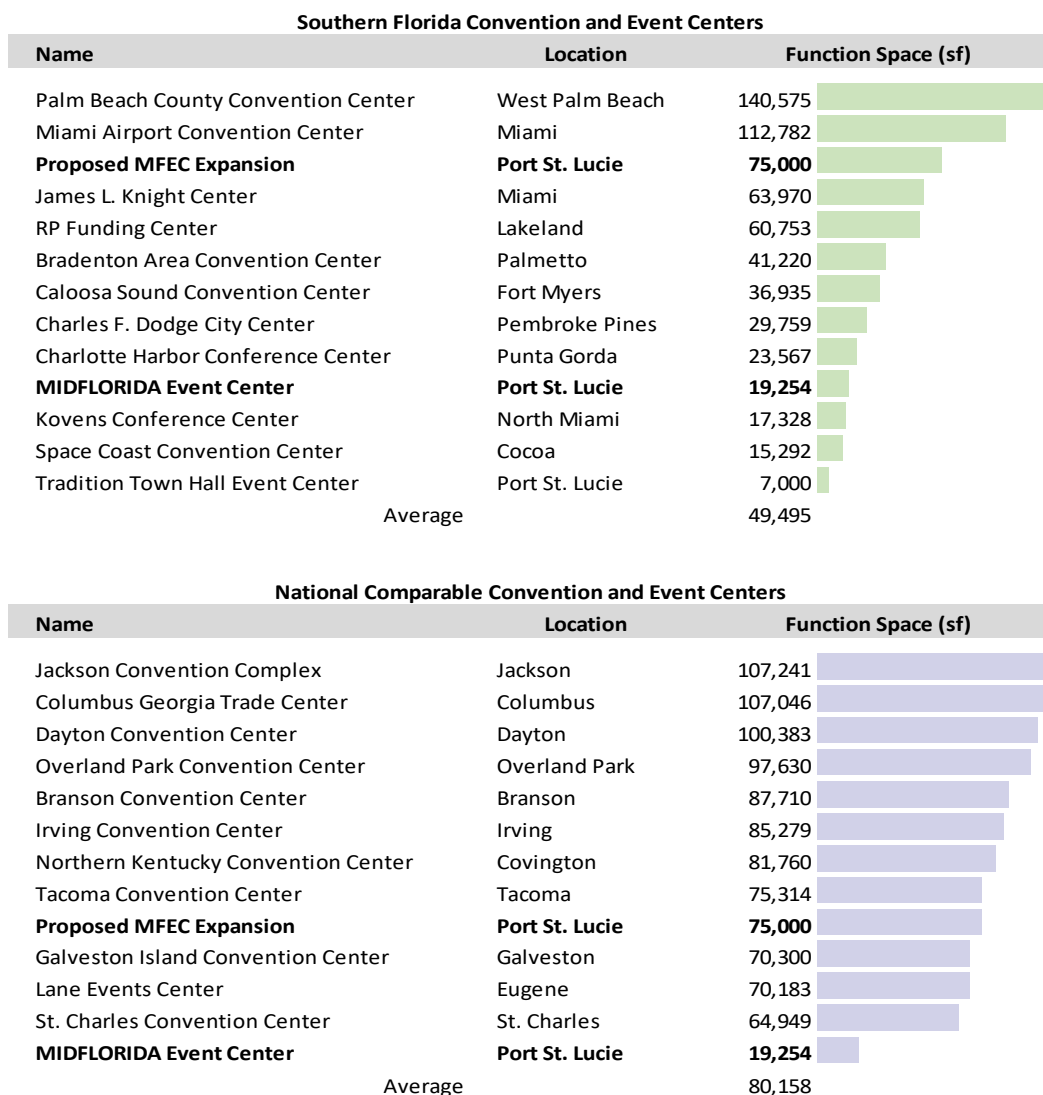 Southern Florida Convention and Event Centers
Name Location Function Space (sf)
Palm Beach County Convention Center West Palm Beach 140,575
Miami Airport Convention Center Miami 112,782
Proposed MFEC Expansion Port St. Lucie 75,000
James L. Knight Center Miami 63,970
RP Funding Center Lakeland 60,753
Bradenton Area Convention Center Palmetto 41,220
Caloosa Sound Convention Center Fort Myers 36,935
Charles F. Dodge City Center Pembroke Pines 29,759
Charlotte Harbor Conference Center Punta Gorda 23,567
MIDFLORIDA Event Center Port St. Lucie 19,254
Kovens Conference Center North Miami 17,328
Space Coast Convention Center Cocoa 15,292
Tradition Town Hall Event Center Port St. Lucie 7,000
Average 49,495
National Comparable Convention and Event Centers
Name Location Function Space (sf)
Jackson Convention Complex Jackson 107,241
Columbus Georgia Trade Center Columbus 107,046
Dayton Convention Center Dayton 100,383
Overland Park Convention Center Overland Park 97,630
Branson Convention Center Branson 87,710
Irving Convention Center Irving 85,279
Northern Kentucky Convention Center Covington 81,760
Tacoma Convention Center Tacoma 75,314
Proposed MFEC Expansion Port St. Lucie 75,000
Galveston Island Convention Center Galveston 70,300
Lane Events Center Eugene 70,183
St. Charles Convention Center St. Charles 64,949
MIDFLORIDA Event Center Port St. Lucie 19,254
Average 80,158